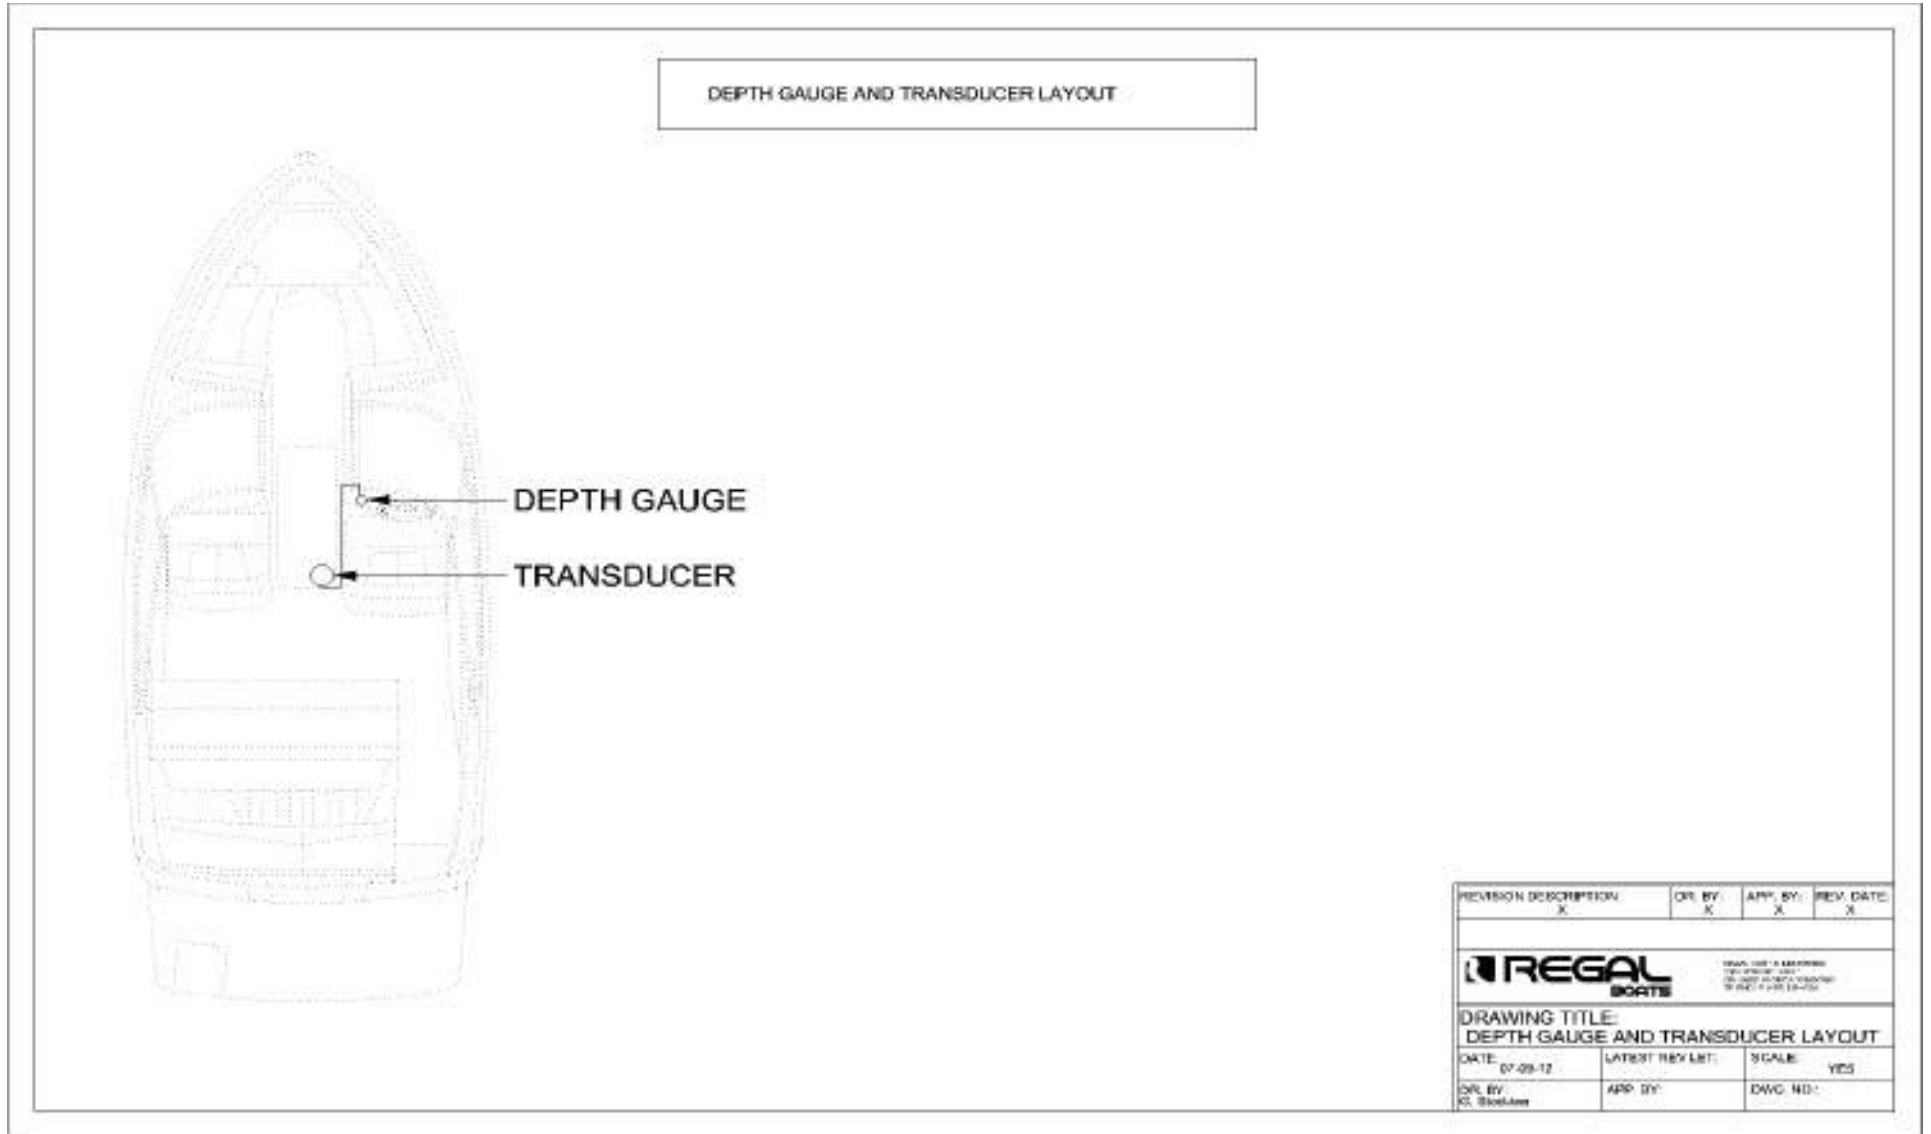 DEPTH GAUGE AND TRANSDUCER LAYOUT
DEPTH GAUGE
TRANSDUCER
REVISION DESCRIPTION
X
DR. BY:
X
APP. BY:
X
REV. DATE:
X
REGAL
BOATS
DRAWING TITLE:
DEPTH GAUGE AND TRANSDUCER LAYOUT
DATE:
LATEST REV LET:
SCALE:
YES
DR. BY:
APP. BY:
DWG. NO.: